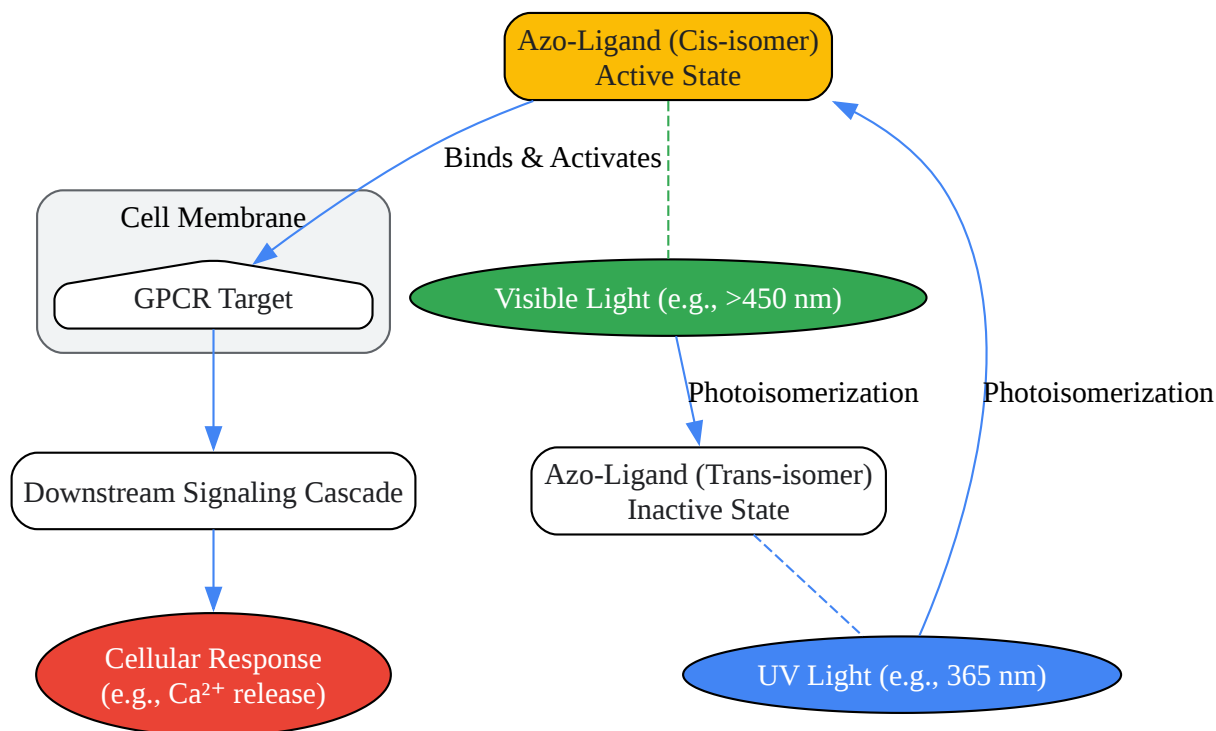 Azo-Ligand (Cis-isomer)
Active State
Binds & Activates
Cell Membrane
GPCR Target
Visible Light (e.g., >450 nm)
Photoisomerization
Photoisomerization
Azo-Ligand (Trans-isomer)
Inactive State
Downstream Signaling Cascade
Cellular Response
(e.g., Ca²⁺ release)
UV Light (e.g., 365 nm)